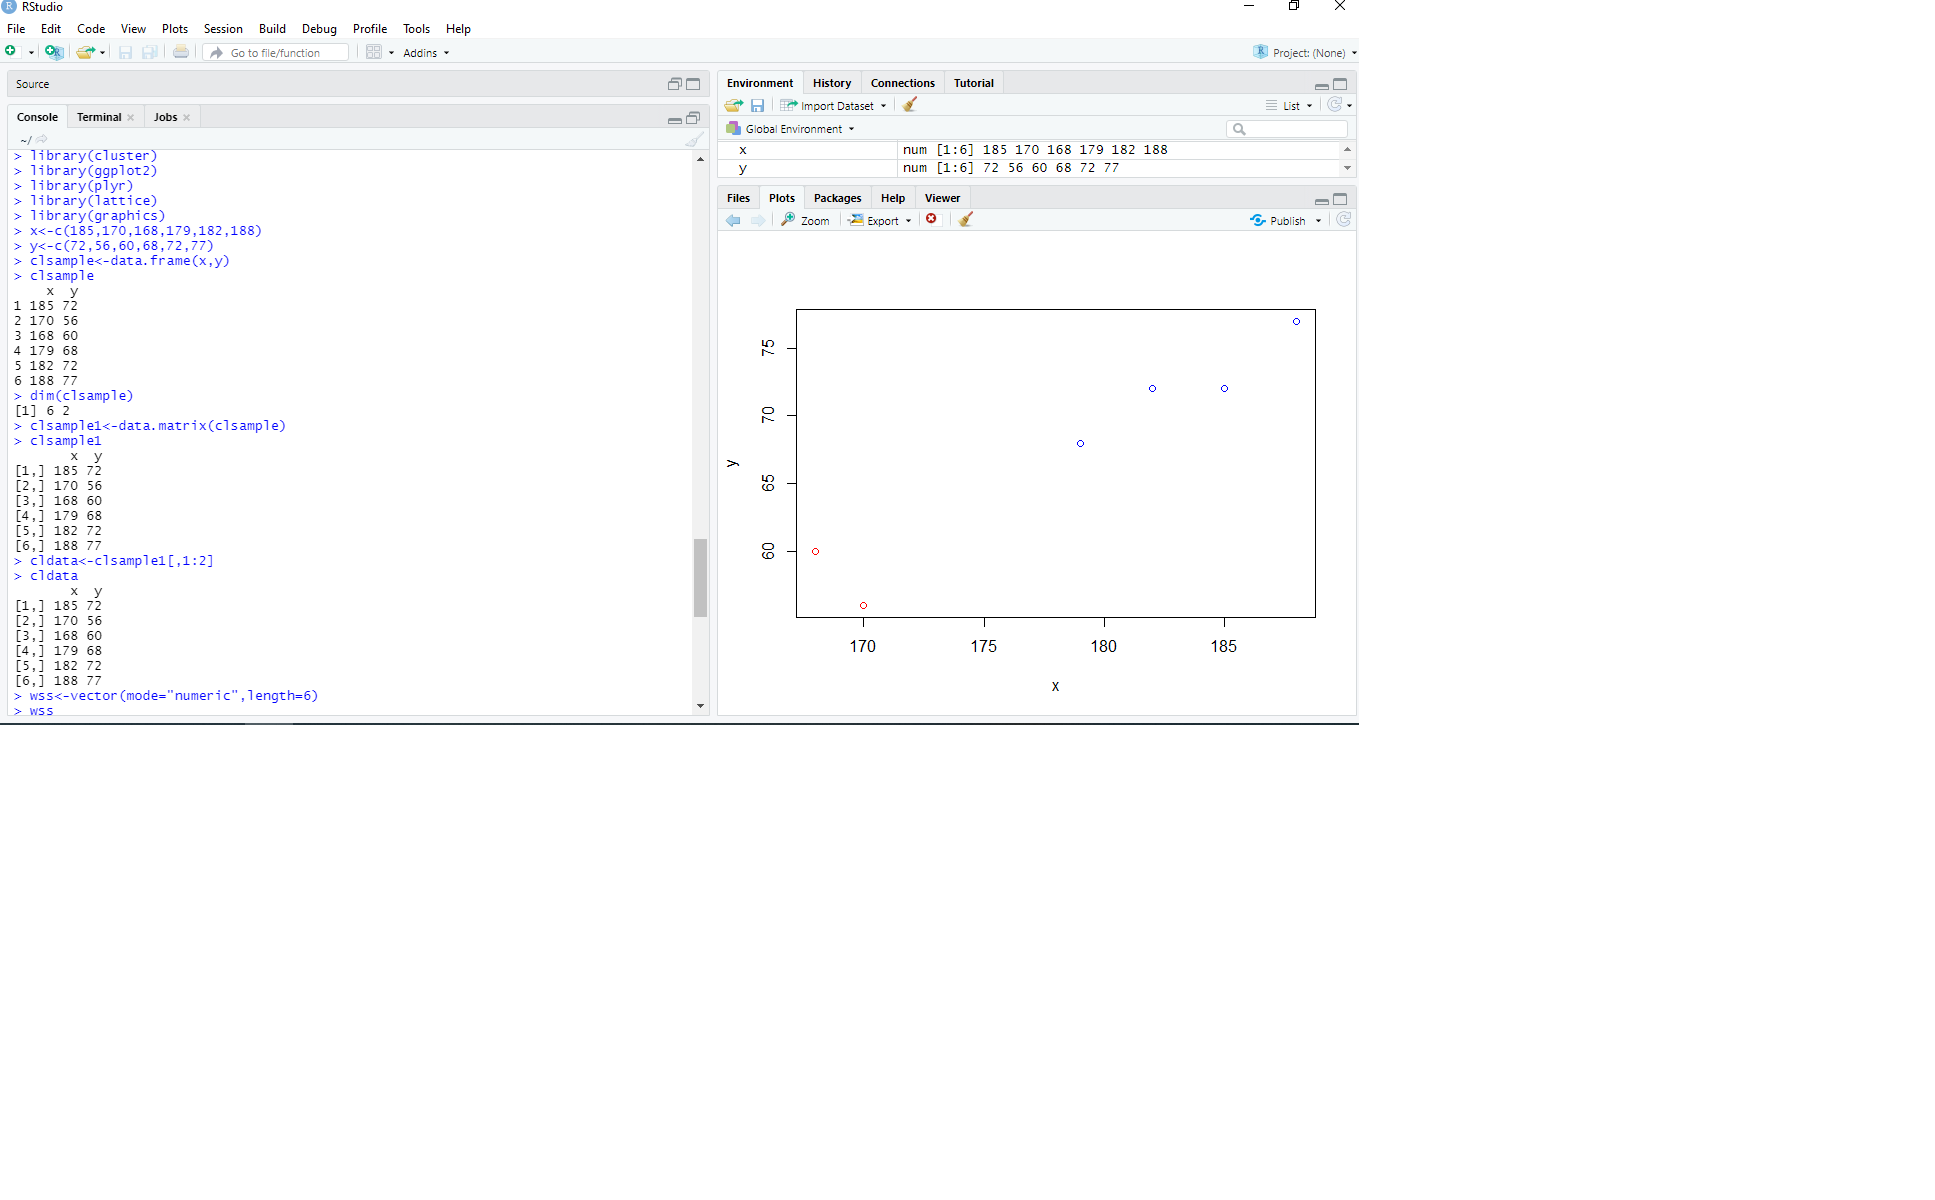 RStudio
File Edit Code View Plots Session Build Debug Profile Tools Help
Go to file/function Addins Project: (None)
Source
Console Terminal Jobs
~/
> library(cluster)
> library(ggplot2)
> library(plyr)
> library(lattice)
> library(graphics)
> x<-c(185,170,168,179,182,188)
> y<-c(72,56,60,68,72,77)
> clsample<-data.frame(x,y)
> clsample
x y
1 185 72
2 170 56
3 168 60
4 179 68
5 182 72
6 188 77
> dim(clsample)
[1] 6 2
> clsample1<-data.matrix(clsample)
> clsample1
x y
[1,] 185 72
[2,] 170 56
[3,] 168 60
[4,] 179 68
[5,] 182 72
[6,] 188 77
> cldata<-clsample1[,1:2]
> cldata
x y
[1,] 185 72
[2,] 170 56
[3,] 168 60
[4,] 179 68
[5,] 182 72
[6,] 188 77
> wss<-vector(mode="numeric",length=6)
> wss
Environment History Connections Tutorial
Import Dataset List
Global Environment
x num [1:6] 185 170 168 179 182 188
y num [1:6] 72 56 60 68 72 77
Files Plots Packages Help Viewer
Zoom Export Publish
75
70
65
60
y
170 175 180 185
x